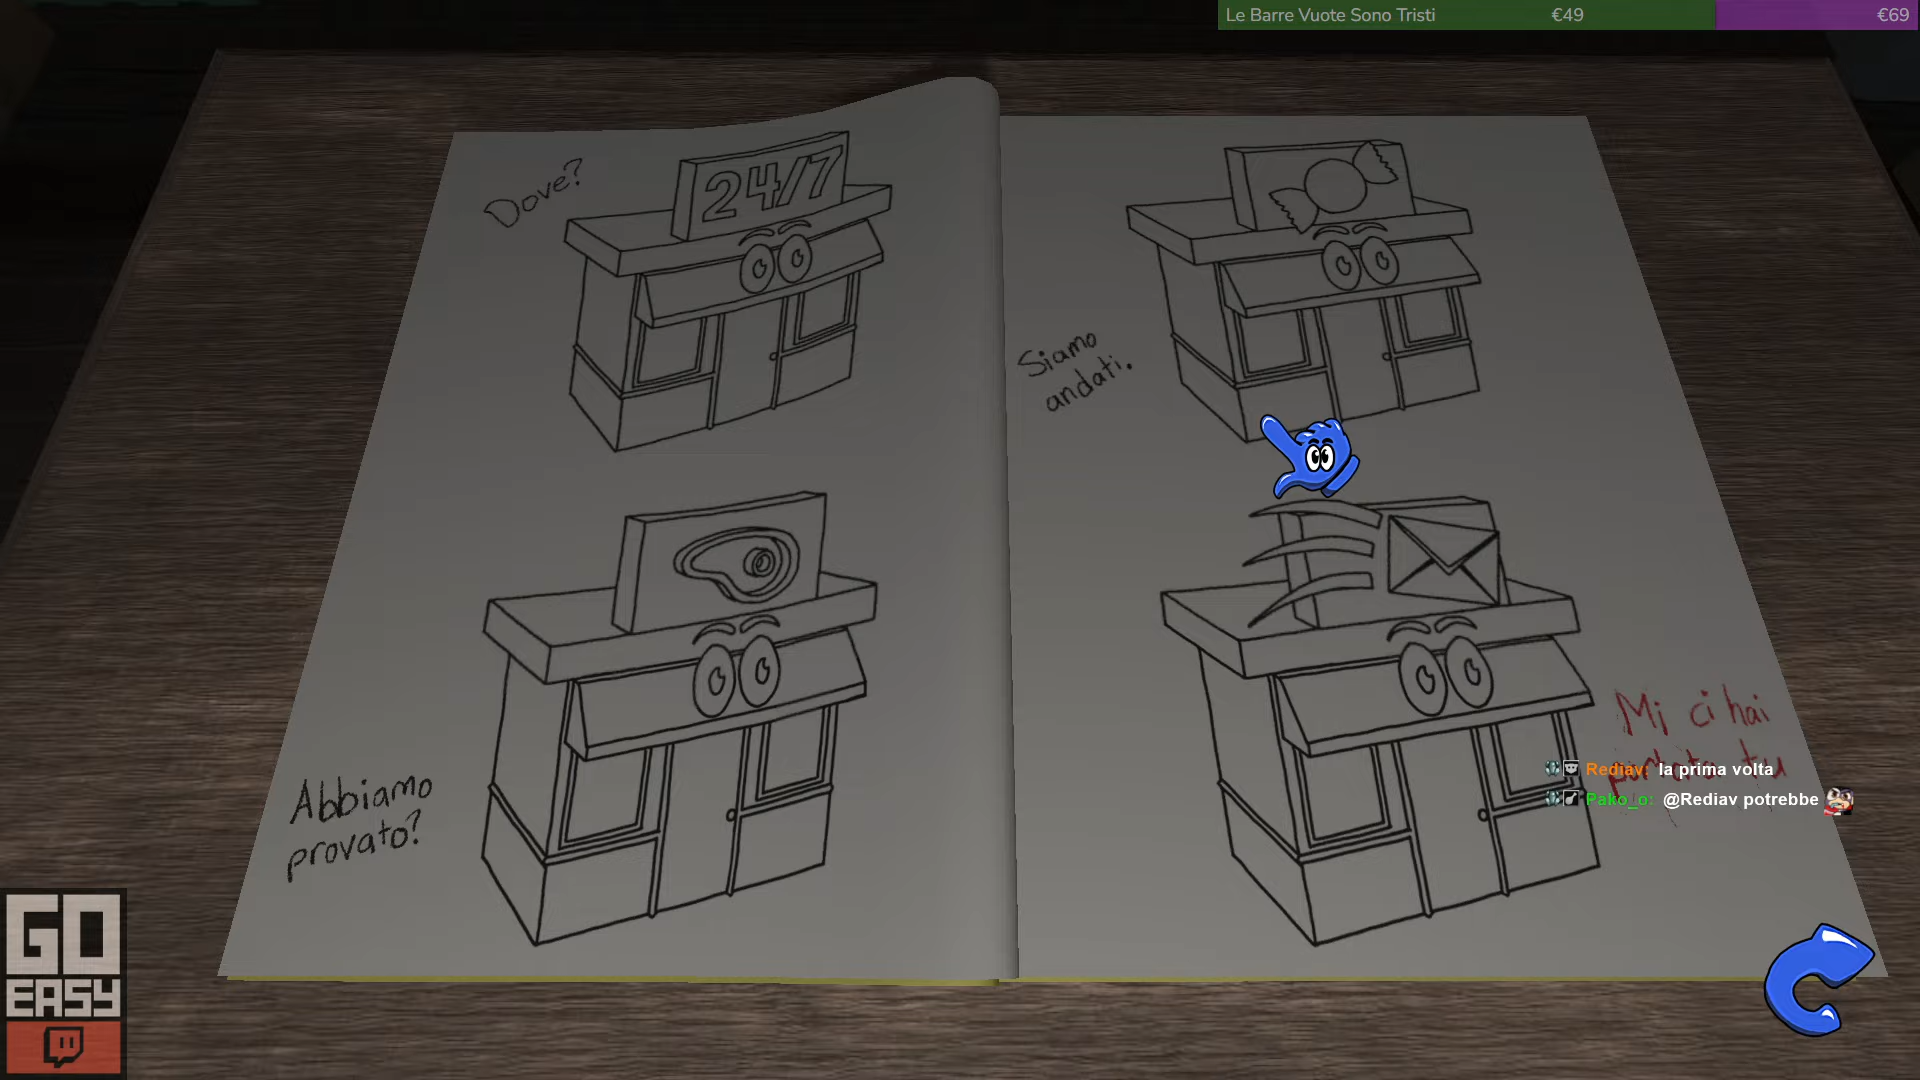 Le Barre Vuote Sono Tristi €49 €69
Dove?
24/7
Siamo
andati.
Abbiamo
provato?
Mi ci hai
tu
Rediav: la prima volta
Pako_o: @Rediav potrebbe
GO
EASY